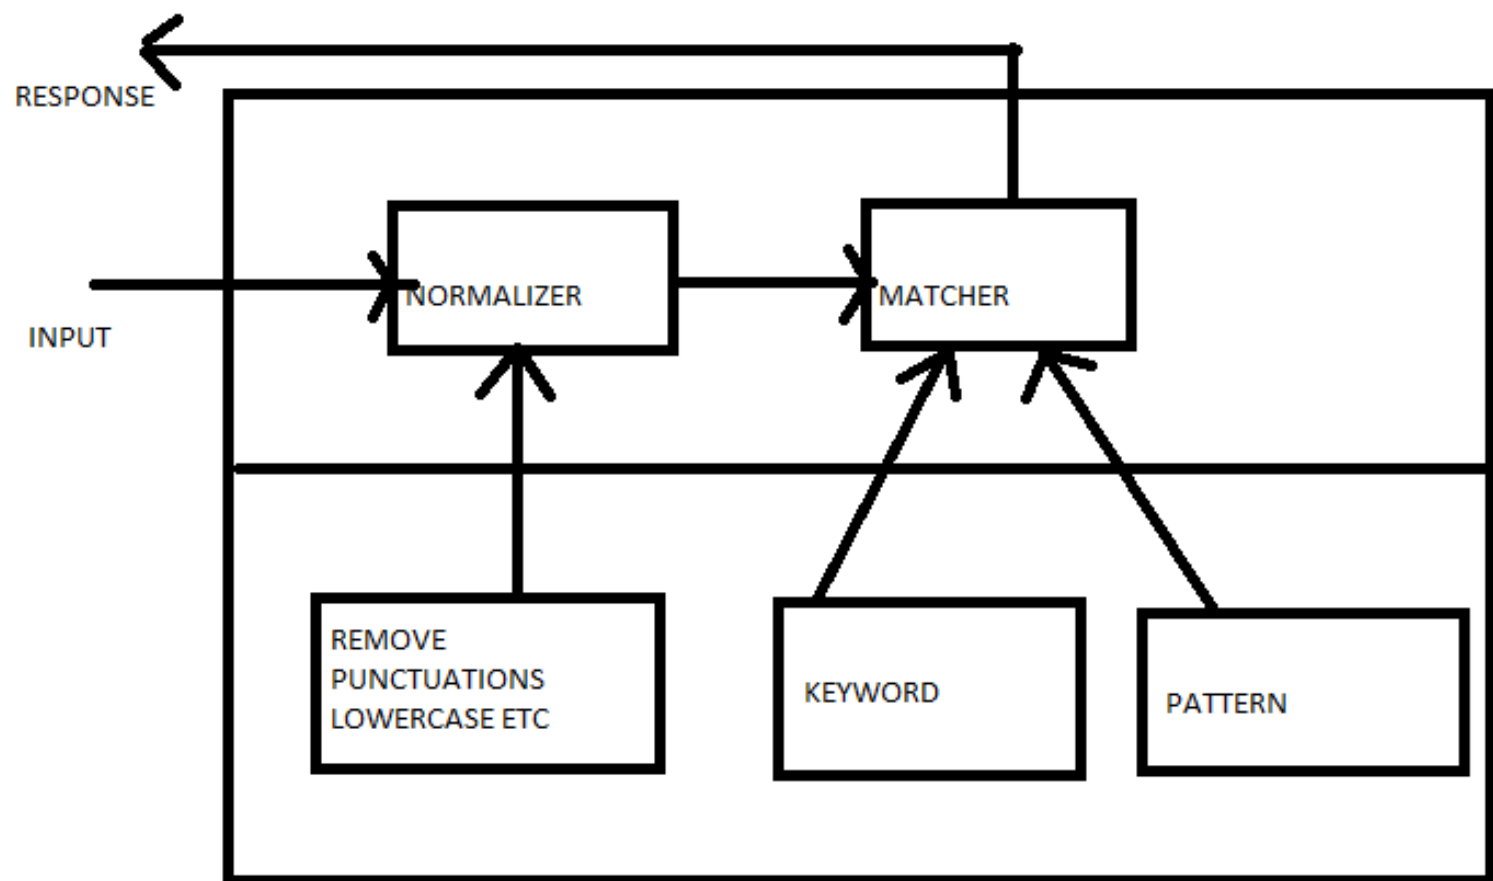 RESPONSE
NORMALIZER
MATCHER
INPUT
REMOVE
PUNCTUATIONS
LOWERCASE ETC
KEYWORD
PATTERN